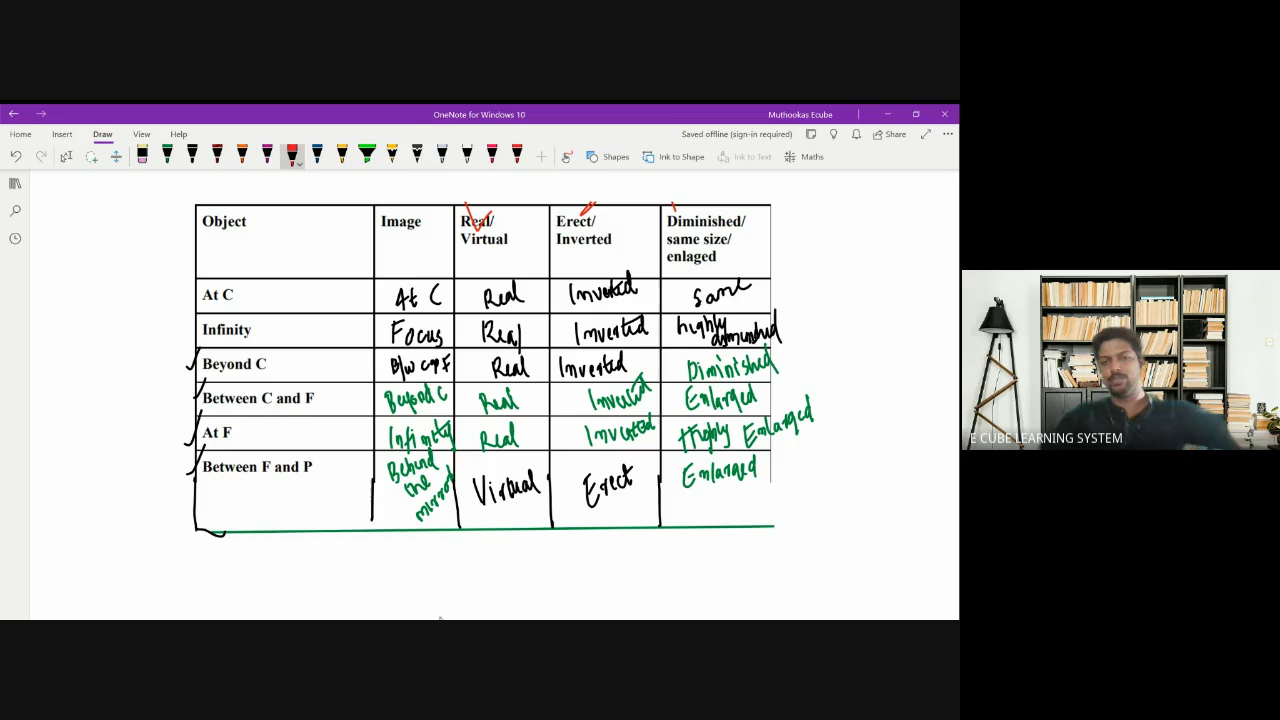 OneNote for Windows 10
Muthookas Ecube
Home Insert Draw View Help
Saved offline (sign-in required)
Share
Shapes
Ink to Shape
Ink to Text
Maths
Object
Image
Real/
Virtual
Erect/
Inverted
Diminished/
same size/
enlaged
At C
At C
Real
Inverted
same
Infinity
Focus
Real
Inverted
highly
diminished
Beyond C
B/w C & F
Real
Inverted
Diminished
Between C and F
Beyond C
Real
Inverted
Enlarged
At F
Infinity
Real
Inverted
Highly Enlarged
Between F and P
Behind
the
mirror
Virtual
Erect
Enlarged
E CUBE LEARNING SYSTEM